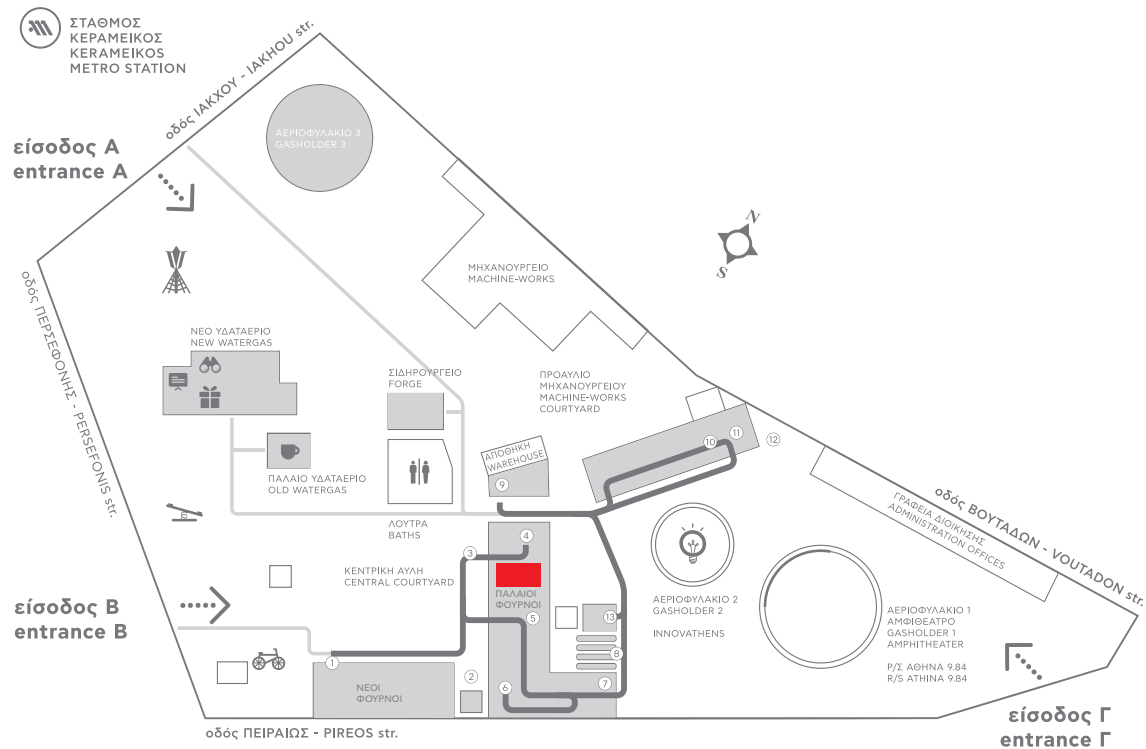 ΣΤΑΘΜΟΣ
ΚΕΡΑΜΕΙΚΟΣ
KERAMEIKOS
METRO STATION
οδός ΙΑΚΧΟΥ - IAKHOU str.
είσοδος Α
entrance A
ΑΕΡΙΟΦΥΛΑΚΙΟ 3
GASHOLDER 3
N
S
ΜΗΧΑΝΟΥΡΓΕΙΟ
MACHINE-WORKS
οδός ΠΕΡΣΕΦΟΝΗΣ - PERSEFONIS str.
ΝΕΟ ΥΔΑΤΑΕΡΙΟ
NEW WATERGAS
ΣΙΔΗΡΟΥΡΓΕΙΟ
FORGE
ΠΡΟΑΥΛΙΟ
ΜΗΧΑΝΟΥΡΓΕΙΟΥ
MACHINE-WORKS
COURTYARD
10
11
12
ΑΠΟΘΗΚΗ
WAREHOUSE
9
ΠΑΛΑΙΟ ΥΔΑΤΑΕΡΙΟ
OLD WATERGAS
ΓΡΑΦΕΙΑ ΔΙΟΙΚΗΣΗΣ
ADMINISTRATION OFFICES
οδός ΒΟΥΤΑΔΩΝ - VOUTADON str.
ΛΟΥΤΡΑ
BATHS
4
3
ΚΕΝΤΡΙΚΗ ΑΥΛΗ
CENTRAL COURTYARD
ΠΑΛΑΙΟΙ
ΦΟΥΡΝΟΙ
5
13
ΑΕΡΙΟΦΥΛΑΚΙΟ 2
GASHOLDER 2
INNOVATHENS
ΑΕΡΙΟΦΥΛΑΚΙΟ 1
ΑΜΦΙΘΕΑΤΡΟ
GASHOLDER 1
AMPHITHEATER
Ρ/Σ ΑΘΗΝΑ 9.84
R/S ATHINA 9.84
είσοδος Β
entrance B
1
2
8
7
6
ΝΕΟΙ
ΦΟΥΡΝΟΙ
οδός ΠΕΙΡΑΙΩΣ - PIREOS str.
είσοδος Γ
entrance Γ